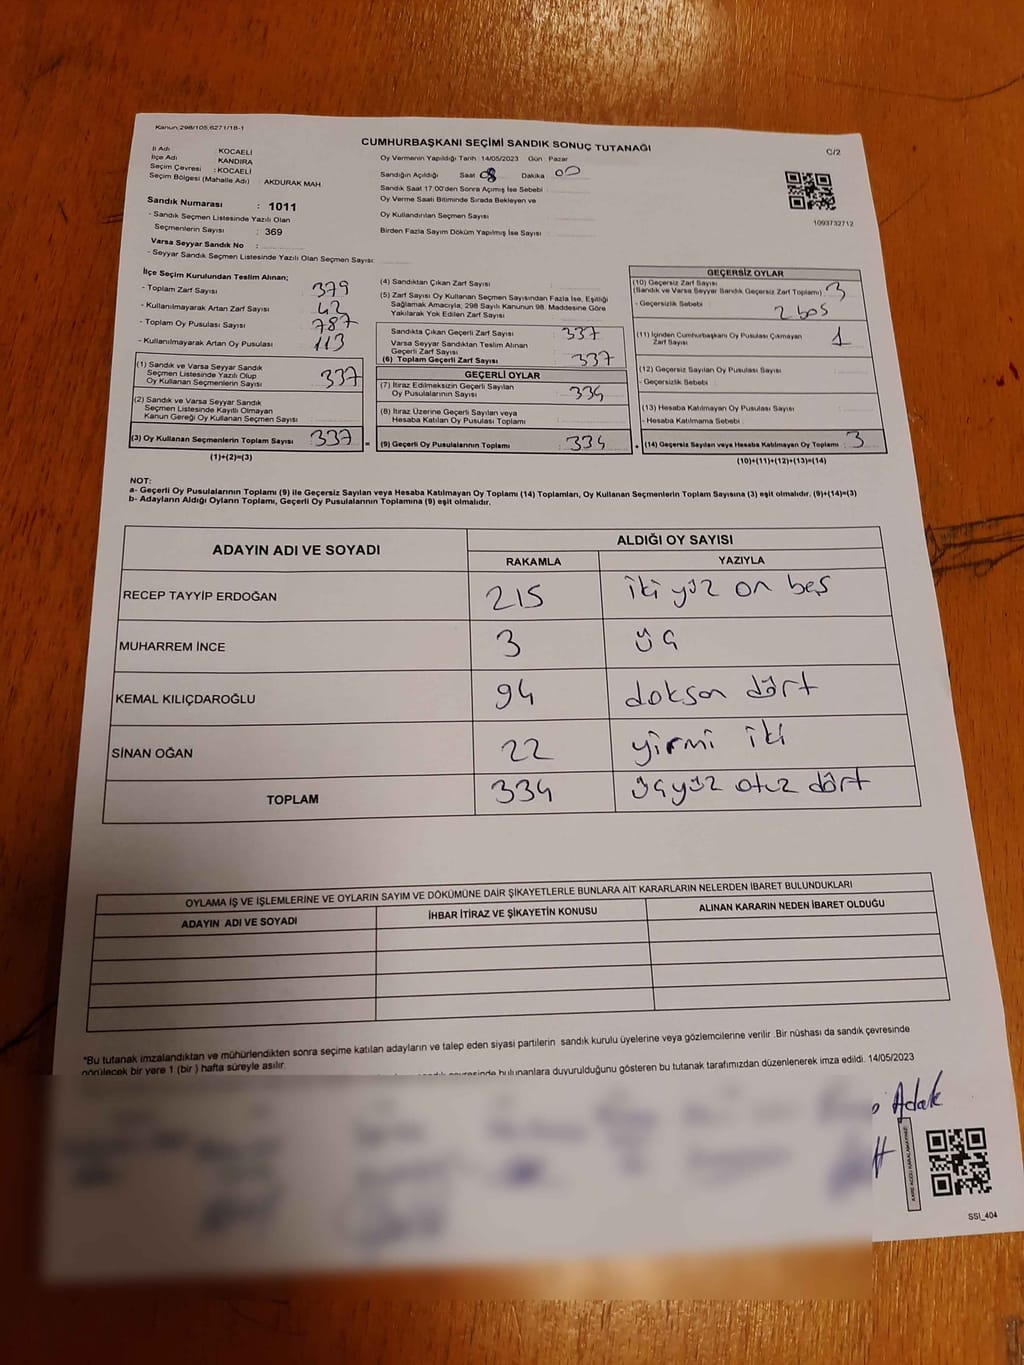 Kanun:298/105,6271/18-1
CUMHURBAŞKANI SEÇİMİ SANDIK SONUÇ TUTANAĞI
C/2
İl Adı : KOCAELİ
İlçe Adı : KANDIRA
Seçim Çevresi : KOCAELİ
Seçim Bölgesi (Mahalle Adı) : AKDURAK MAH
Oy Vermenin Yapıldığı Tarih :14/05/2023 Gün : Pazar
Sandığın Açıldığı Saat : 08 Dakika : 00
Sandık Saat 17:00'den Sonra Açılmış İse Sebebi :
Oy Verme Saati Bitiminde Sırada Bekleyen ve
Oy Kullandırılan Seçmen Sayısı :
Birden Fazla Sayım Döküm Yapılmış İse Sayısı :
1093732712
Sandık Numarası : 1011
- Sandık Seçmen Listesinde Yazılı Olan
Seçmenlerin Sayısı : 369
Varsa Seyyar Sandık No :
- Seyyar Sandık Seçmen Listesinde Yazılı Olan Seçmen Sayısı:
İlçe Seçim Kurulundan Teslim Alınan;
- Toplam Zarf Sayısı : 379
- Kullanılmayarak Artan Zarf Sayısı : 42
- Toplam Oy Pusulası Sayısı : 787
- Kullanılmayarak Artan Oy Pusulası : 113
(1) Sandık ve Varsa Seyyar Sandık
Seçmen Listesinde Yazılı Olup
Oy Kullanan Seçmenlerin Sayısı : 337
(2) Sandık ve Varsa Seyyar Sandık
Seçmen Listesinde Kayıtlı Olmayan
Kanun Gereği Oy Kullanan Seçmen Sayısı :
(3) Oy Kullanan Seçmenlerin Toplam Sayısı : 337 =
(1)+(2)=(3)
(4) Sandıktan Çıkan Zarf Sayısı :
(5) Zarf Sayısı Oy Kullanan Seçmen Sayısından Fazla İse, Eşitliği
Sağlamak Amacıyla, 298 Sayılı Kanunun 98. Maddesine Göre
Yakılarak Yok Edilen Zarf Sayısı :
Sandıkta Çıkan Geçerli Zarf Sayısı : 337
Varsa Seyyar Sandıktan Teslim Alınan
Geçerli Zarf Sayısı :
(6) Toplam Geçerli Zarf Sayısı : 337
GEÇERLİ OYLAR
(7) İtiraz Edilmeksizin Geçerli Sayılan
Oy Pusulalarının Sayısı : 334
(8) İtiraz Üzerine Geçerli Sayılan veya
Hesaba Katılan Oy Pusulası Toplamı :
(9) Geçerli Oy Pusulalarının Toplamı : 334 +
GEÇERSİZ OYLAR
(10) Geçersiz Zarf Sayısı
(Sandık ve Varsa Seyyar Sandık Geçersiz Zarf Toplamı) : 3
- Geçersizlik Sebebi : 2 boş
(11) İçinden Cumhurbaşkanı Oy Pusulası Çıkmayan
Zarf Sayısı : 1
(12) Geçersiz Sayılan Oy Pusulası Sayısı :
- Geçersizlik Sebebi :
(13) Hesaba Katılmayan Oy Pusulası Sayısı :
- Hesaba Katılmama Sebebi :
(14) Geçersiz Sayılan veya Hesaba Katılmayan Oy Toplamı : 3
(10)+(11)+(12)+(13)=(14)
NOT:
a- Geçerli Oy Pusulalarının Toplamı (9) ile Geçersiz Sayılan veya Hesaba Katılmayan Oy Toplamı (14) Toplamları, Oy Kullanan Seçmenlerin Toplam Sayısına (3) eşit olmalıdır. (9)+(14)=(3)
b- Adayların Aldığı Oyların Toplamı, Geçerli Oy Pusulalarının Toplamına (9) eşit olmalıdır.
ADAYIN ADI VE SOYADI
ALDIĞI OY SAYISI
RAKAMLA YAZIYLA
RECEP TAYYİP ERDOĞAN 215 iki yüz on beş
MUHARREM İNCE 3 üç
KEMAL KILIÇDAROĞLU 94 doksan dört
SİNAN OĞAN 22 yirmi iki
TOPLAM 334 üçyüz otuz dört
OYLAMA İŞ VE İŞLEMLERİNE VE OYLARIN SAYIM VE DÖKÜMÜNE DAİR ŞİKAYETLERLE BUNLARA AİT KARARLARIN NELERDEN İBARET BULUNDUKLARI
ADAYIN ADI VE SOYADI İHBAR İTİRAZ VE ŞİKAYETİN KONUSU ALINAN KARARIN NEDEN İBARET OLDUĞU
*Bu tutanak imzalandıktan ve mühürlendikten sonra seçime katılan adayların ve talep eden siyasi partilerin sandık kurulu üyelerine veya gözlemcilerine verilir .Bir nüshası da sandık çevresinde
görülecek bir yere 1 (bir ) hafta süreyle asılır.
bulunanlara duyurulduğunu gösteren bu tutanak tarafımızdan düzenlenerek imza edildi. 14/05/2023
Adak
SSI_404